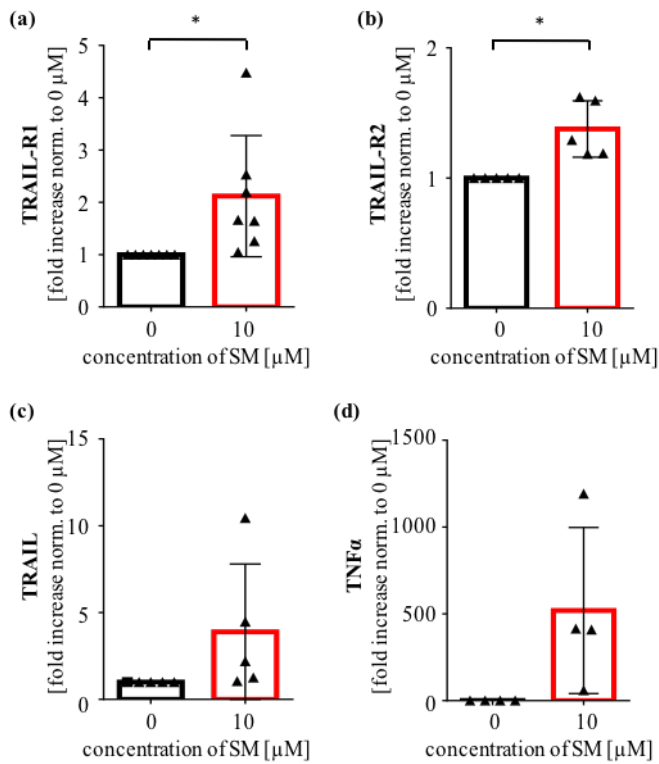 (a)
*
TRAIL-R1
[fold increase norm. to 0 µM]
5
4
3
2
1
0
0 10
concentration of SM [µM]
(b)
*
TRAIL-R2
[fold increase norm. to 0 µM]
2
1
0
0 10
concentration of SM [µM]
(c)
TRAIL
[fold increase norm. to 0 µM]
15
10
5
0
0 10
concentration of SM [µM]
(d)
TNFα
[fold increase norm. to 0 µM]
1500
1000
500
0
0 10
concentration of SM [µM]